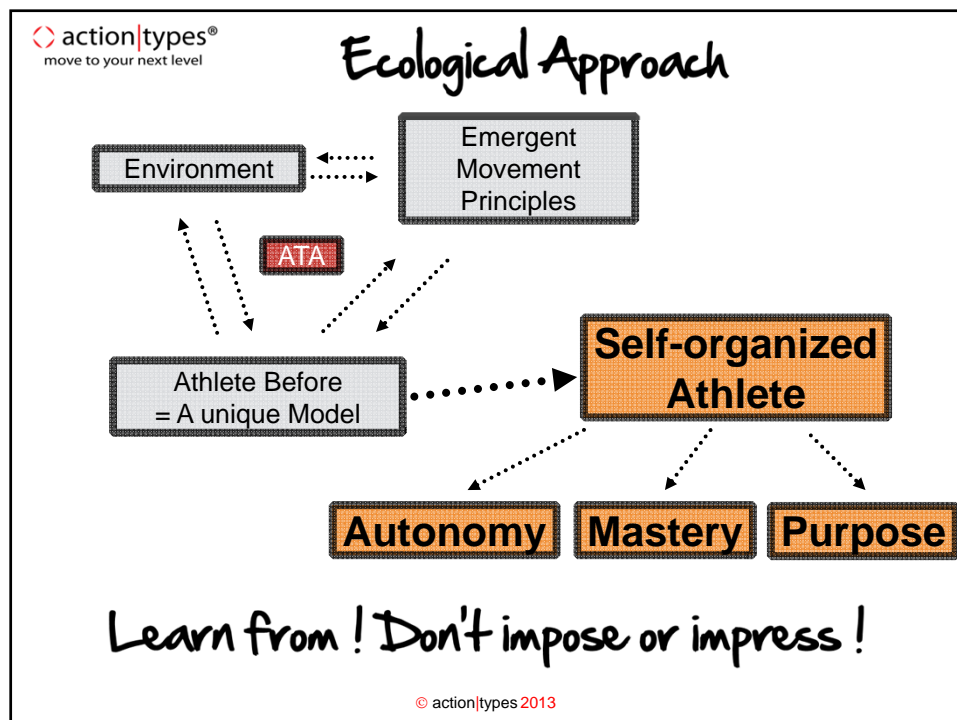 action|types®
move to your next level
Ecological Approach
Environment
Emergent
Movement
Principles
ATA
Athlete Before
= A unique Model
Self-organized
Athlete
Autonomy
Mastery
Purpose
Learn from ! Don't impose or impress !
© action|types 2013